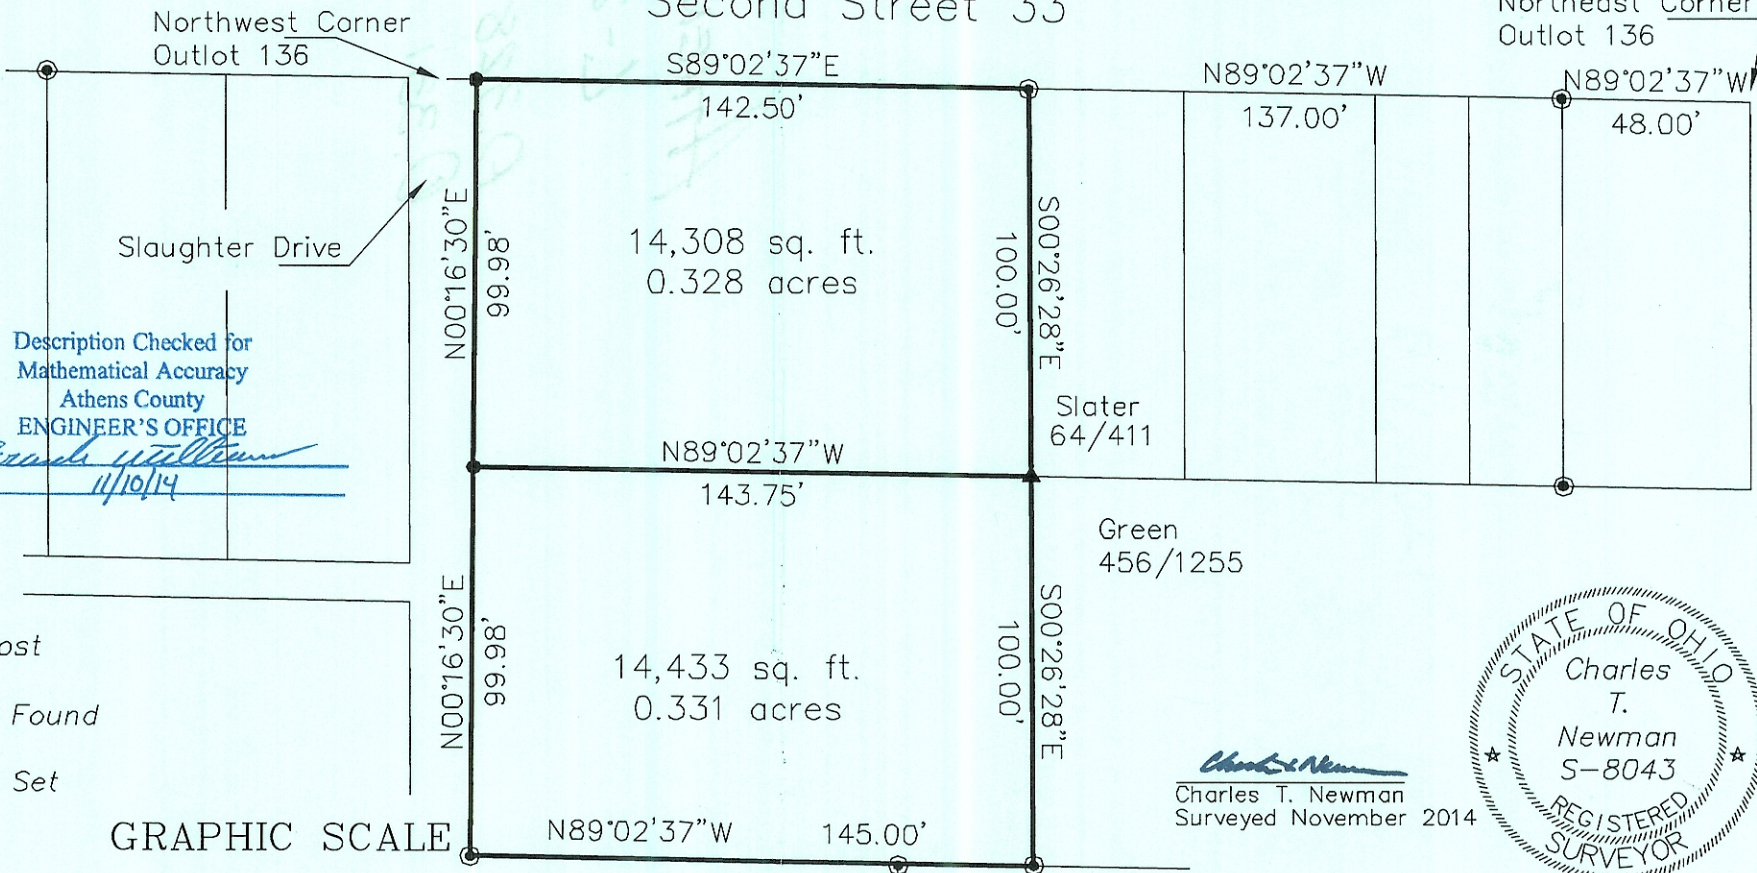 Second Street 33'
Northwest Corner
Outlot 136
Northeast Corner
Outlot 136
S89°02'37"E
142.50'
N89°02'37"W
137.00'
N89°02'37"W
48.00'
Slaughter Drive
N00°16'30"E
99.98'
14,308 sq. ft.
0.328 acres
S00°26'28"E
100.00'
Description Checked for
Mathematical Accuracy
Athens County
ENGINEER'S OFFICE
11/10/14
Slater
64/411
N89°02'37"W
143.75'
Green
456/1255
N00°16'30"E
99.98'
14,433 sq. ft.
0.331 acres
S00°26'28"E
100.00'
Found
Set
STATE OF OHIO
Charles
T.
Newman
S-8043
REGISTERED
SURVEYOR
Charles T. Newman
Surveyed November 2014
GRAPHIC SCALE
N89°02'37"W 145.00'